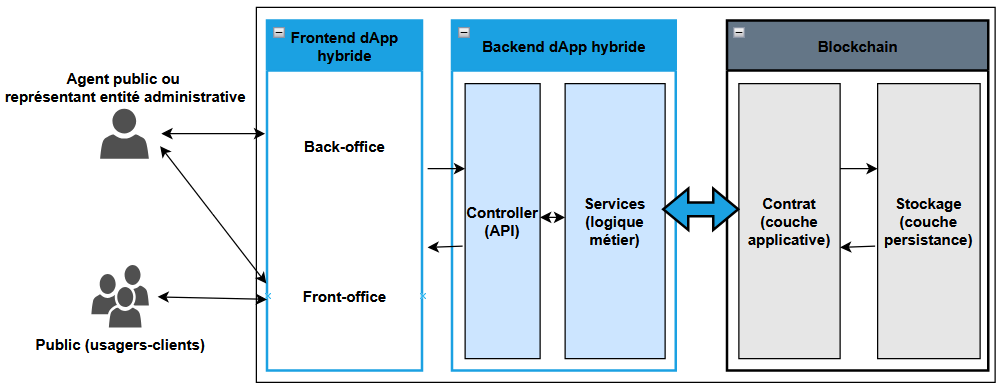 Agent public ou
représentant entité administrative
Public (usagers-clients)
Frontend dApp
hybride
Back-office
Front-office
Backend dApp hybride
Controller
(API)
Services
(logique
métier)
Blockchain
Contrat
(couche
applicative)
Stockage
(couche
persistance)